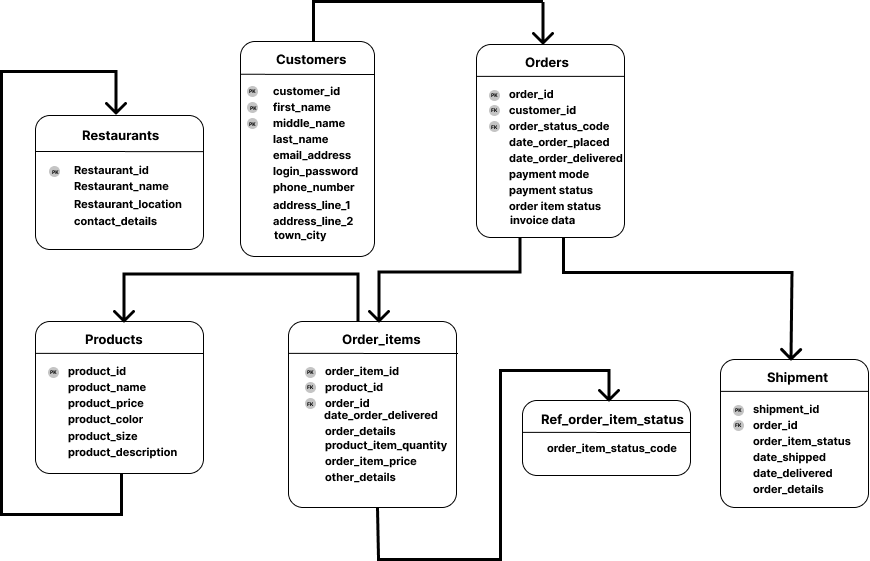 Customers
PK customer_id
PK first_name
PK middle_name
last_name
email_address
login_password
phone_number
address_line_1
address_line_2
town_city
Orders
PK order_id
FK customer_id
FK order_status_code
date_order_placed
date_order_delivered
payment mode
payment status
order item status
invoice data
Restaurants
PK Restaurant_id
Restaurant_name
Restaurant_location
contact_details
Products
PK product_id
product_name
product_price
product_color
product_size
product_description
Order_items
PK order_item_id
FK product_id
FK order_id
date_order_delivered
order_details
product_item_quantity
order_item_price
other_details
Ref_order_item_status
order_item_status_code
Shipment
PK shipment_id
FK order_id
order_item_status
date_shipped
date_delivered
order_details